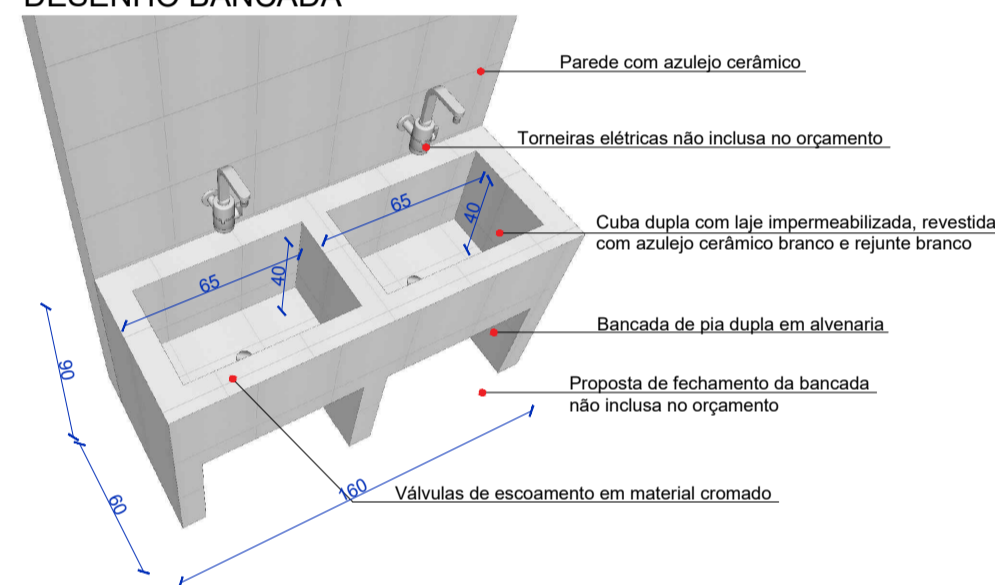 DESENHO BANCADA
Parede com azulejo cerâmico
Torneiras elétricas não inclusa no orçamento
65
40
Cuba dupla com laje impermeabilizada, revestida
com azulejo cerâmico branco e rejunte branco
65
40
Bancada de pia dupla em alvenaria
90
Proposta de fechamento da bancada
não inclusa no orçamento
160
Válvulas de escoamento em material cromado
60